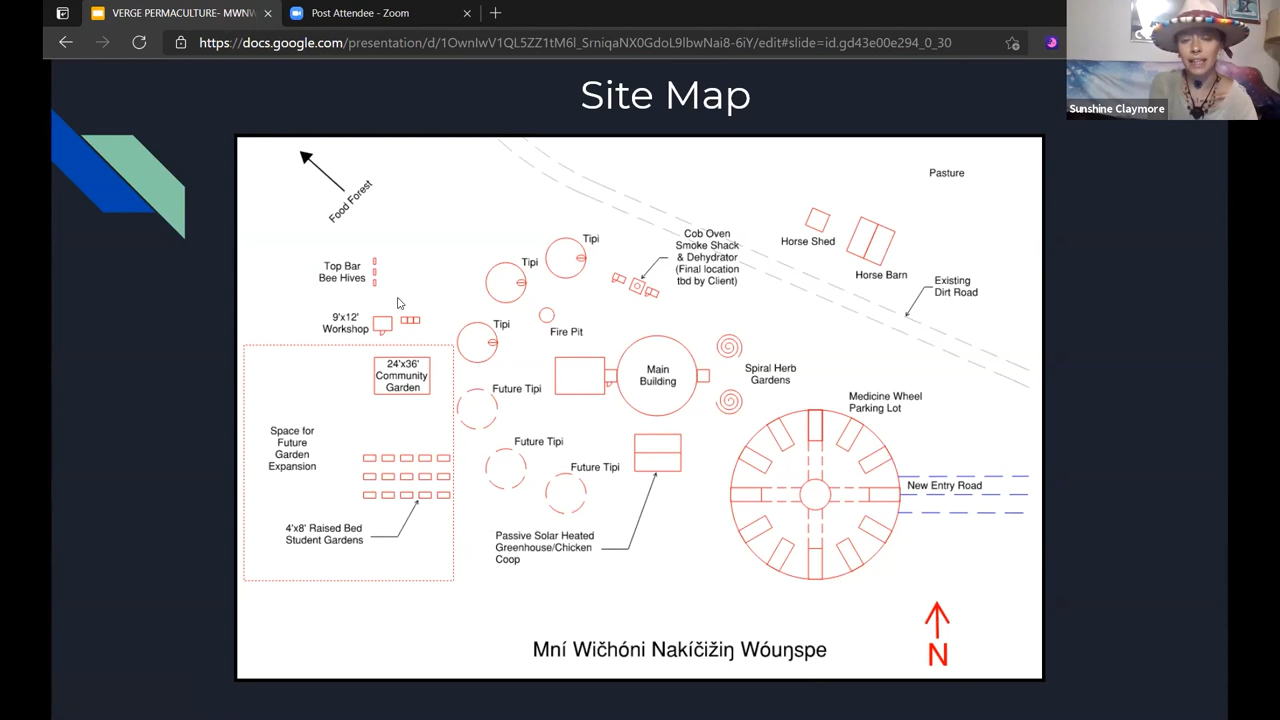 VERGE PERMACULTURE- MWNW
Post Attendee - Zoom
https://docs.google.com/presentation/d/1OwnIwV1QL5ZZ1tM6l_SrniqaNX0GdoL9lbwNai8-6iY/edit#slide=id.gd43e00e294_0_30
Sunshine Claymore
Site Map
Food Forest
Pasture
Tipi
Tipi
Tipi
Cob Oven
Smoke Shack
& Dehydrator
(Final location
tbd by Client)
Horse Shed
Horse Barn
Existing
Dirt Road
Top Bar
Bee Hives
9'x12'
Workshop
Fire Pit
24'x36'
Community
Garden
Future Tipi
Main
Building
Spiral Herb
Gardens
Medicine Wheel
Parking Lot
Space for
Future
Garden
Expansion
Future Tipi
Future Tipi
New Entry Road
4'x8' Raised Bed
Student Gardens
Passive Solar Heated
Greenhouse/Chicken
Coop
Mní Wičhóni Nakíčižiŋ Wóuŋspe
N